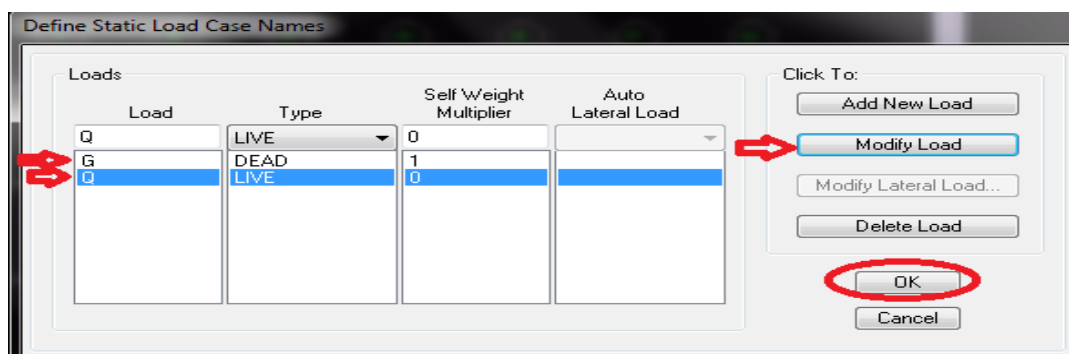 Define Static Load Case Names
Loads
Load Type Self Weight Multiplier Auto Lateral Load
Q LIVE 0
G DEAD 1
Q LIVE 0
Click To:
Add New Load
Modify Load
Modify Lateral Load...
Delete Load
OK
Cancel